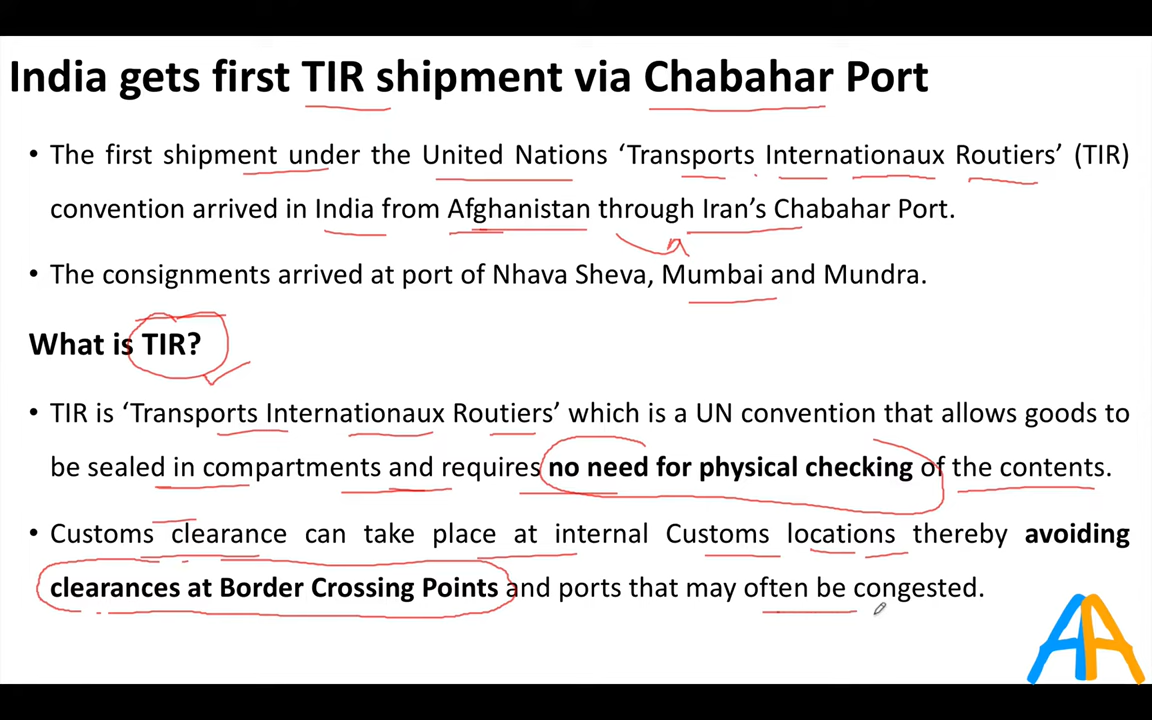 India gets first TIR shipment via Chabahar Port
• The first shipment under the United Nations ‘Transports Internationaux Routiers’ (TIR)
convention arrived in India from Afghanistan through Iran’s Chabahar Port.
• The consignments arrived at port of Nhava Sheva, Mumbai and Mundra.
What is TIR?
• TIR is ‘Transports Internationaux Routiers’ which is a UN convention that allows goods to
be sealed in compartments and requires no need for physical checking of the contents.
• Customs clearance can take place at internal Customs locations thereby avoiding
clearances at Border Crossing Points and ports that may often be congested.
AA